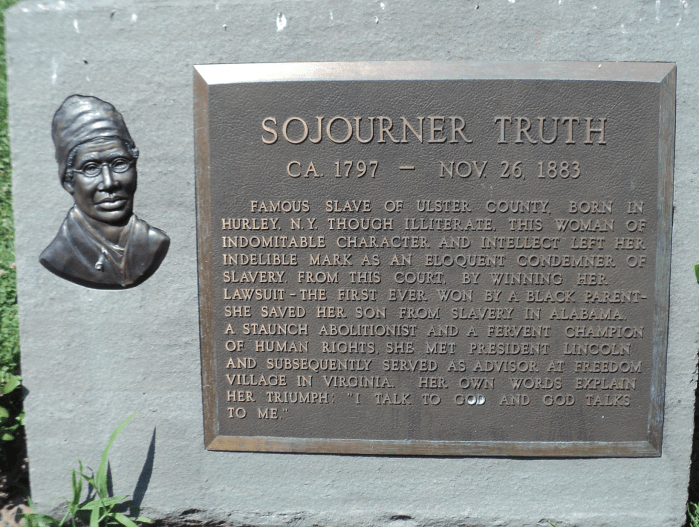 SOJOURNER TRUTH
CA. 1797 — NOV. 26, 1883
FAMOUS SLAVE OF ULSTER COUNTY, BORN IN
HURLEY, N.Y. THOUGH ILLITERATE, THIS WOMAN OF
INDOMITABLE CHARACTER AND INTELLECT LEFT HER
INDELIBLE MARK AS AN ELOQUENT CONDEMNER OF
SLAVERY. FROM THIS COURT, BY WINNING HER
LAWSUIT – THE FIRST EVER WON BY A BLACK PARENT–
SHE SAVED HER SON FROM SLAVERY IN ALABAMA.
A STAUNCH ABOLITIONIST AND A FERVENT CHAMPION
OF HUMAN RIGHTS, SHE MET PRESIDENT LINCOLN
AND SUBSEQUENTLY SERVED AS ADVISOR AT FREEDOM
VILLAGE IN VIRGINIA. HER OWN WORDS EXPLAIN
HER TRIUMPH: "I TALK TO GOD AND GOD TALKS
TO ME."